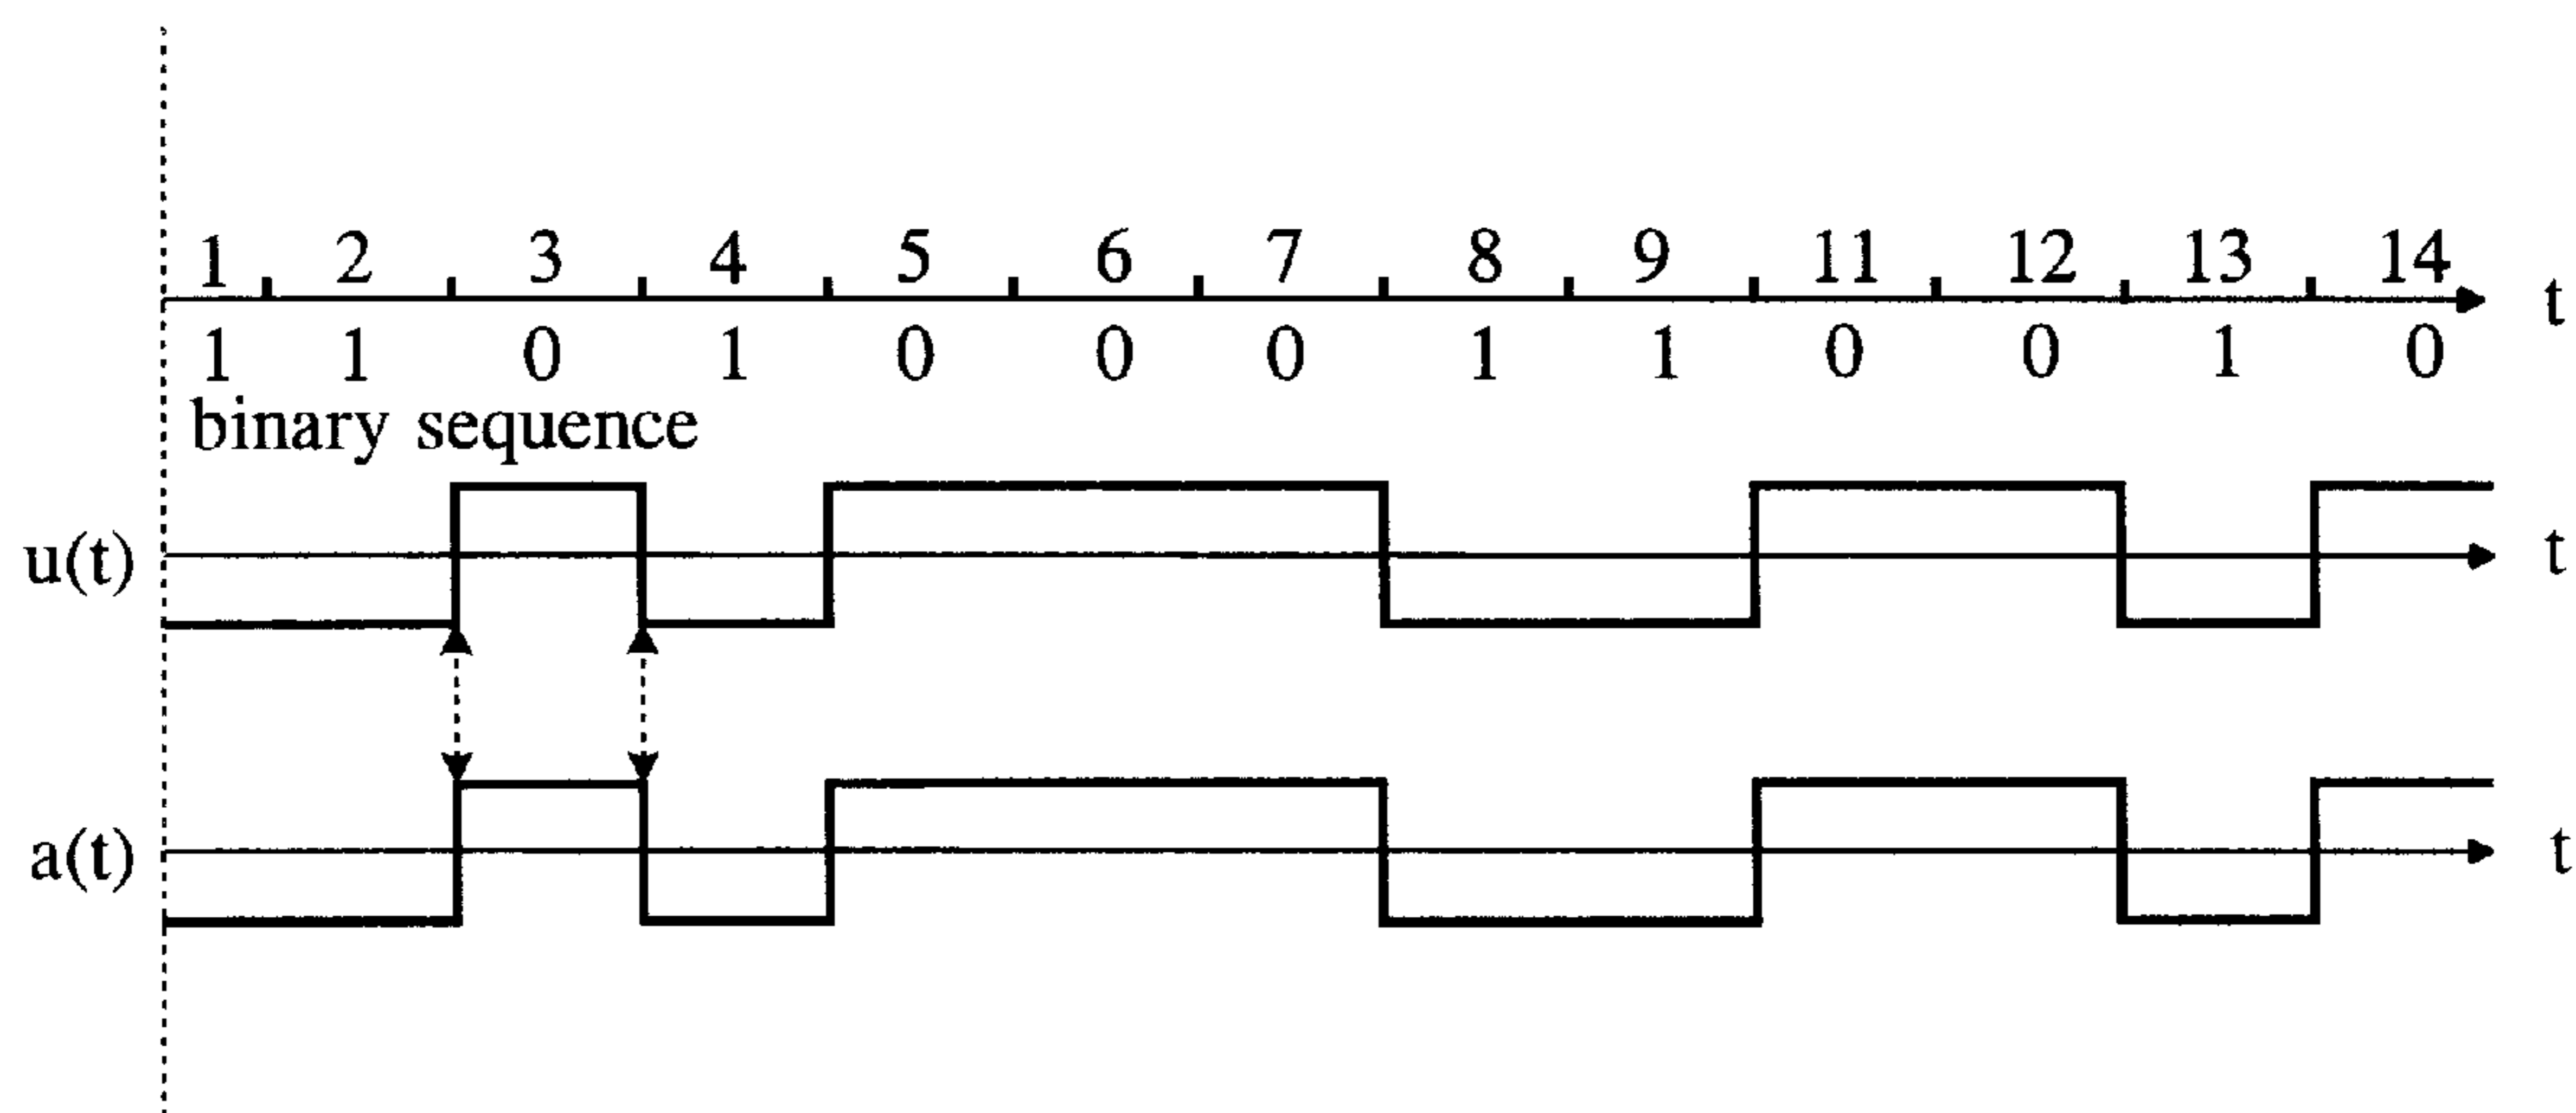 1 2 3 4 5 6 7 8 9 11 12 13 14
t
1 1 0 1 0 0 0 1 1 0 0 1 0
binary sequence
u(t) t
a(t) t